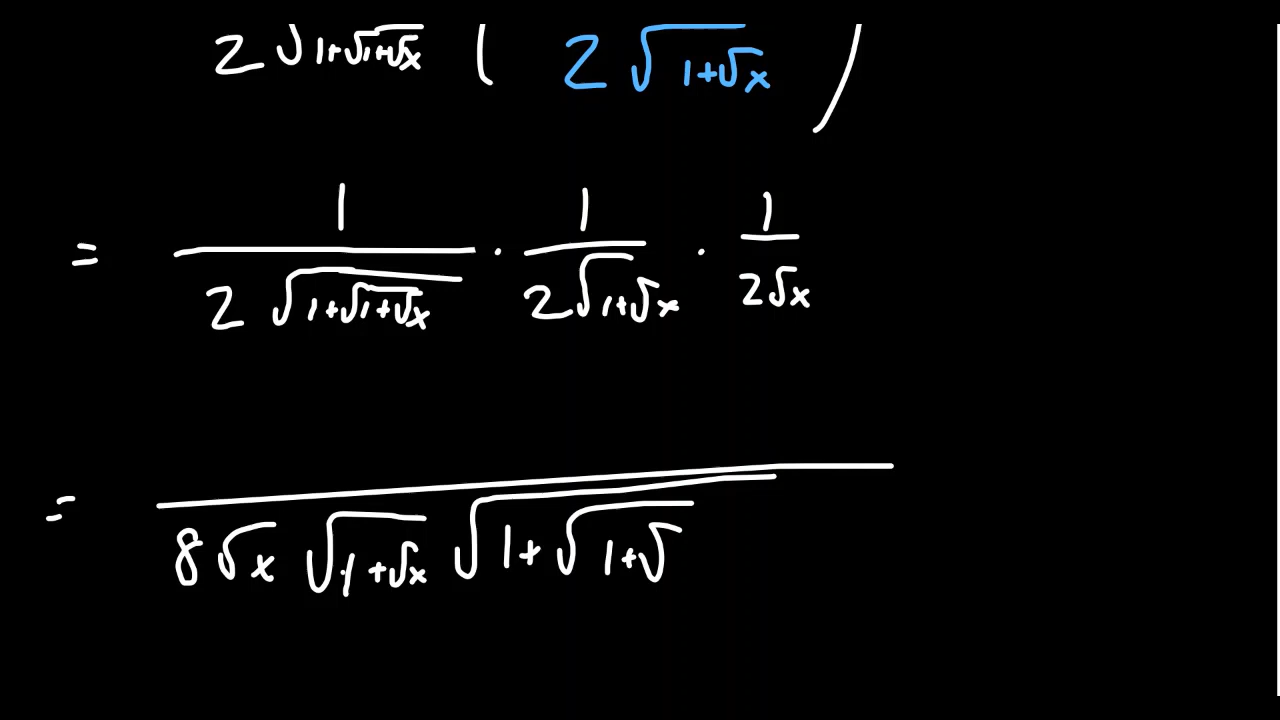 2 √1+√1+√x ( 2 √1+√x )
= 1 / 2 √1+√1+√x · 1 / 2√1+√x · 1 / 2√x
= / 8√x √1+√x √1+√1+√